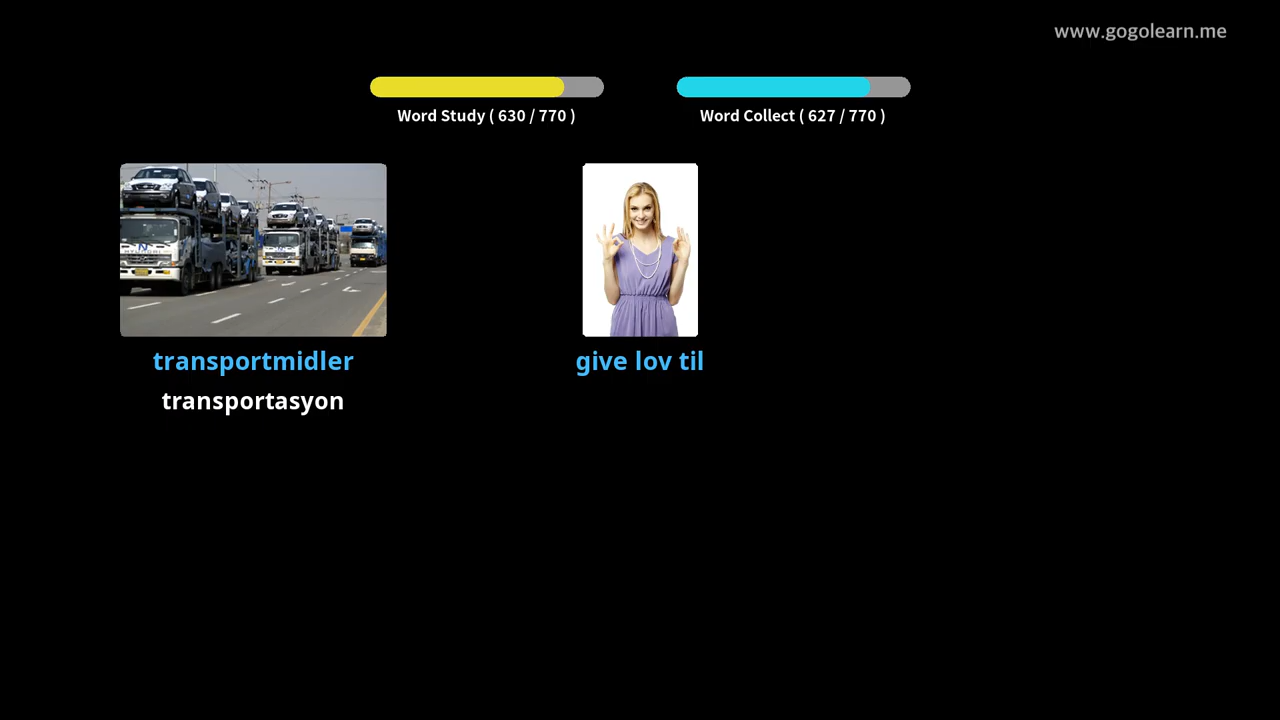 www.gogolearn.me
Word Study ( 630 / 770 )
Word Collect ( 627 / 770 )
transportmidler
give lov til
transportasyon